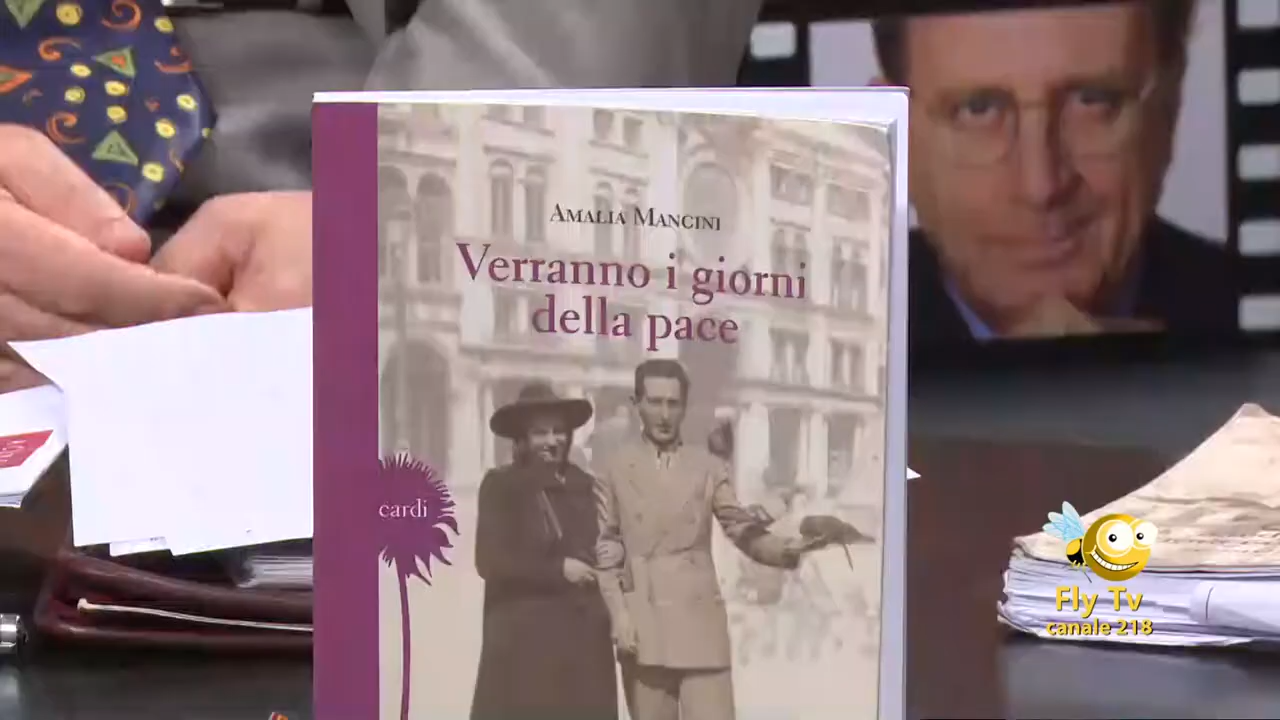 AMALIA MANCINI
Verranno i giorni
della pace
cardi
Fly Tv
canale 218